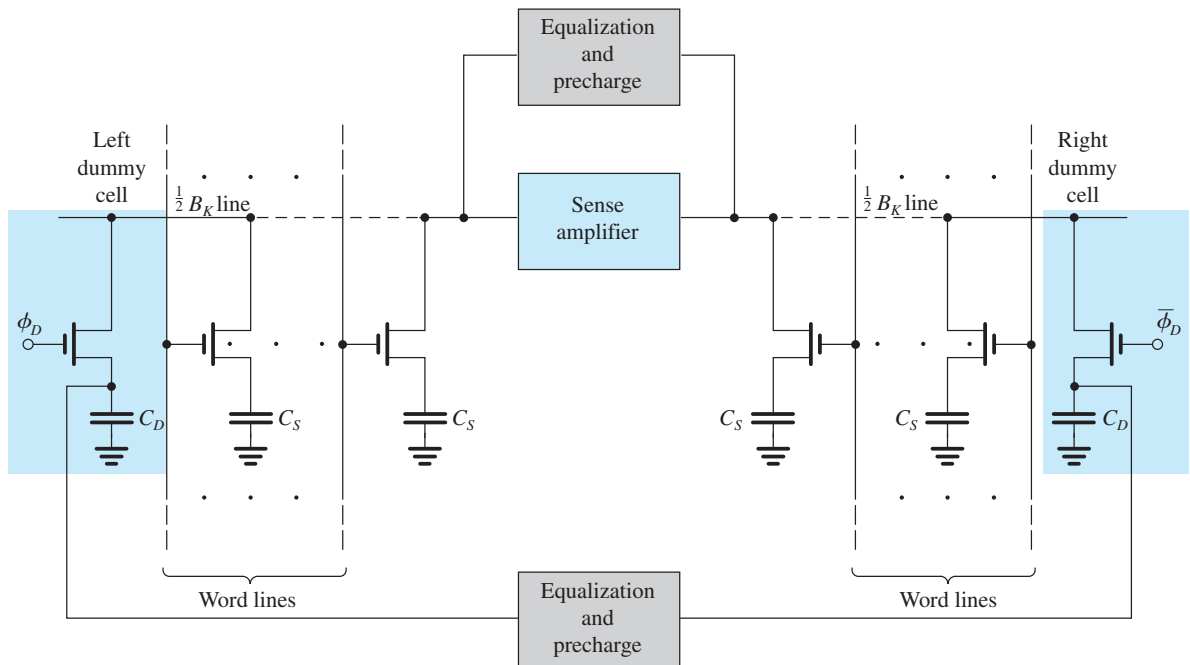 Equalization
and
precharge
Left
dummy
cell
Right
dummy
cell
½ B_K line
Sense
amplifier
½ B_K line
ϕ_D
ϕ̅_D
C_D
C_S
C_S
C_S
C_S
C_D
Word lines
Equalization
and
precharge
Word lines